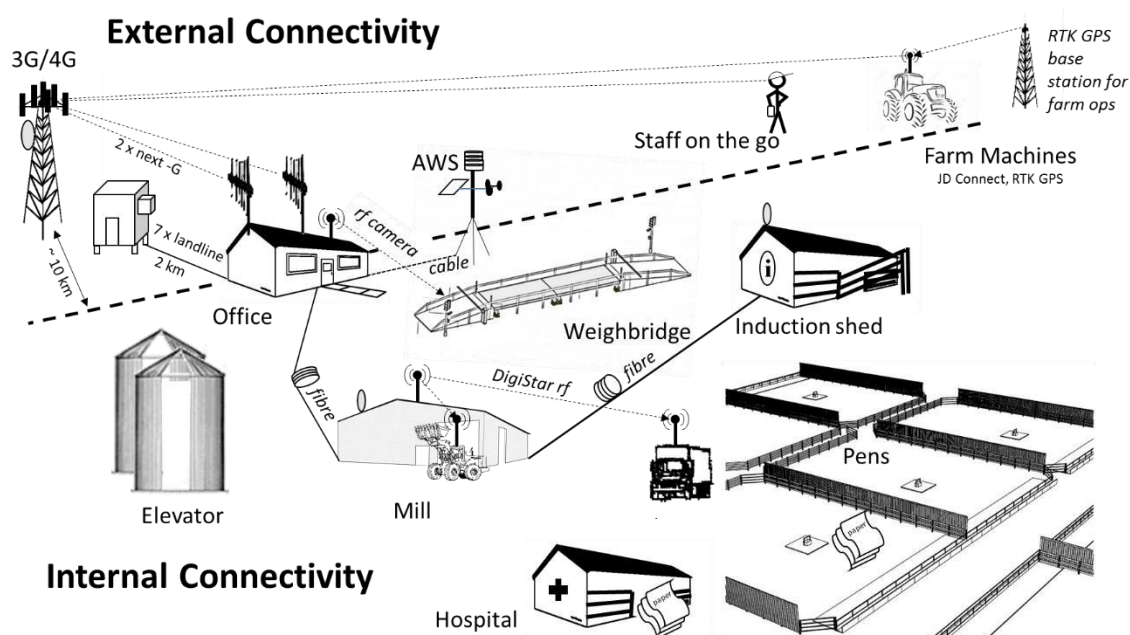 External Connectivity
3G/4G
RTK GPS
base
station for
farm ops
2 x next -G
Staff on the go
AWS
Farm Machines
JD Connect, RTK GPS
rf camera
7 x landline
2 km
cable
~ 10 km
Office
Weighbridge
Induction shed
i
fibre
DigiStar rf
fibre
Pens
Elevator
Mill
paper
Internal Connectivity
Hospital
paper